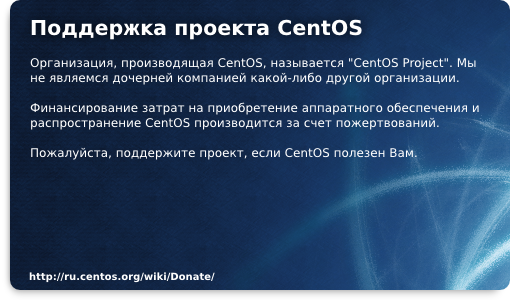 Поддержка проекта CentOS
Организация, производящая CentOS, называется "CentOS Project". Мы
не являемся дочерней компанией какой-либо другой организации.
Финансирование затрат на приобретение аппаратного обеспечения и
распространение CentOS производится за счет пожертвований.
Пожалуйста, поддержите проект, если CentOS полезен Вам.
http://ru.centos.org/wiki/Donate/